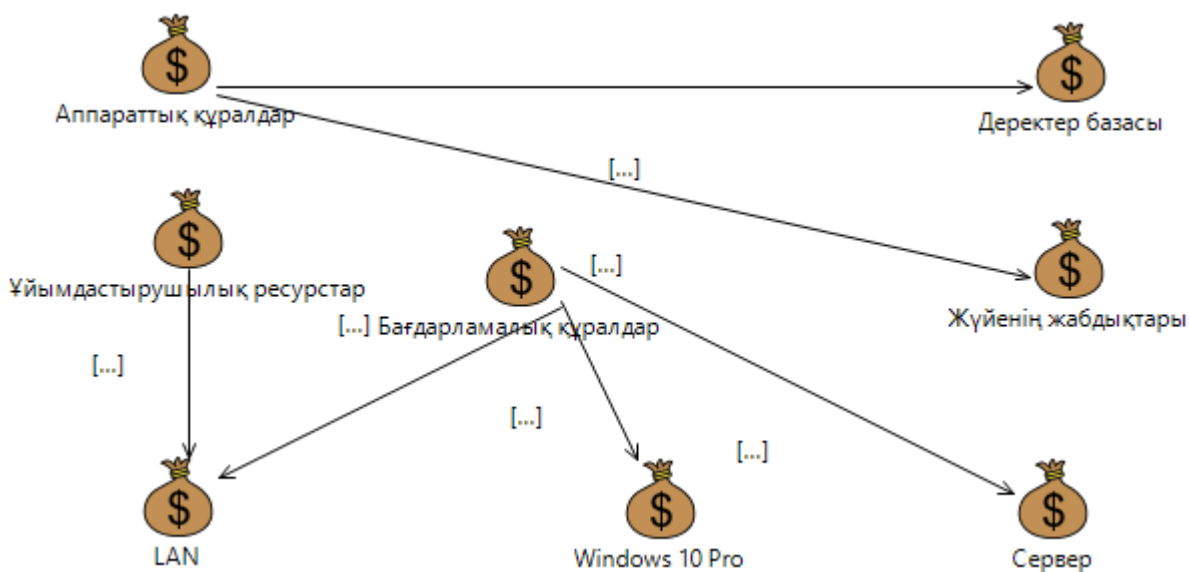 $
$
Аппараттық құралдар
Деректер базасы
[...]
$
$
[...]
$
Ұйымдастырушылық ресурстар
[...] Бағдарламалық құралдар
Жүйенің жабдықтары
[...]
[...]
[...]
$
$
$
LAN
Windows 10 Pro
Сервер